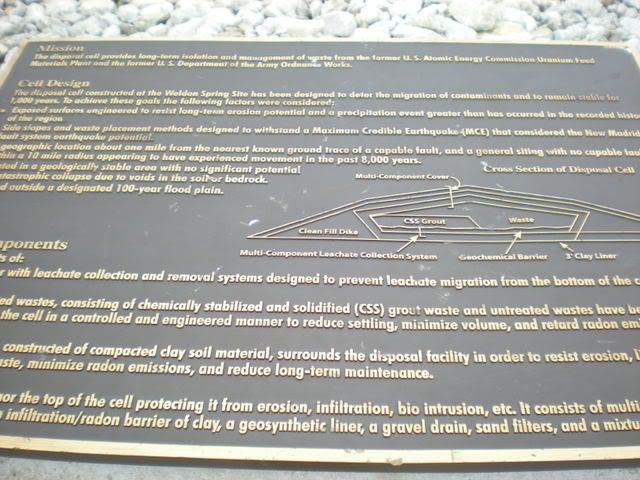 Mission
The disposal cell provides long-term isolation and management of waste from the former U. S. Atomic Energy Commission Uranium Feed
Materials Plant and the former U. S. Department of the Army Ordnance Works.
Cell Design
The disposal cell constructed at the Weldon Spring Site has been designed to deter the migration of contaminants and to remain stable for
1,000 years. To achieve these goals the following factors were considered:
Exposed surfaces engineered to resist long-term erosion potential and a precipitation event greater than has occurred in the recorded
of the region.
Side slopes and waste placement methods designed to withstand a Maximum Credible Earthquake (MCE) that considered the New Madrid
fault system earthquake potential.
geographic location about one mile from the nearest known ground trace of a capable fault, and a general siting with no capable
a 10 mile radius appearing to have experienced movement in the past 8,000 years.
in a geologically stable area with no significant potential
catastrophic collapse due to voids in the soil or bedrock.
outside a designated 100-year flood plain.
Cross Section of Disposal Cell
Multi-Component Cover
CSS Grout
Waste
Clean Fill Dike
Multi-Component Leachate Collection System
Geochemical Barrier
3' Clay Liner
of:
with leachate collection and removal systems designed to prevent leachate migration from the bottom of the
wastes, consisting of chemically stabilized and solidified (CSS) grout waste and untreated wastes have
the cell in a controlled and engineered manner to reduce settling, minimize volume, and retard radon
constructed of compacted clay soil material, surrounds the disposal facility in order to resist erosion,
minimize radon emissions, and reduce long-term maintenance.
the top of the cell protecting it from erosion, infiltration, bio intrusion, etc. It consists of
infiltration/radon barrier of clay, a geosynthetic liner, a gravel drain, sand filters, and a